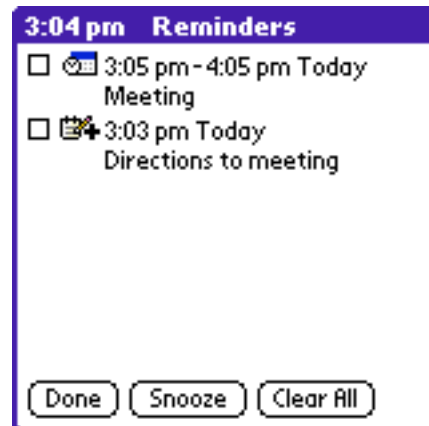 3:04 pm Reminders
3:05 pm - 4:05 pm Today
Meeting
3:03 pm Today
Directions to meeting
Done Snooze Clear All